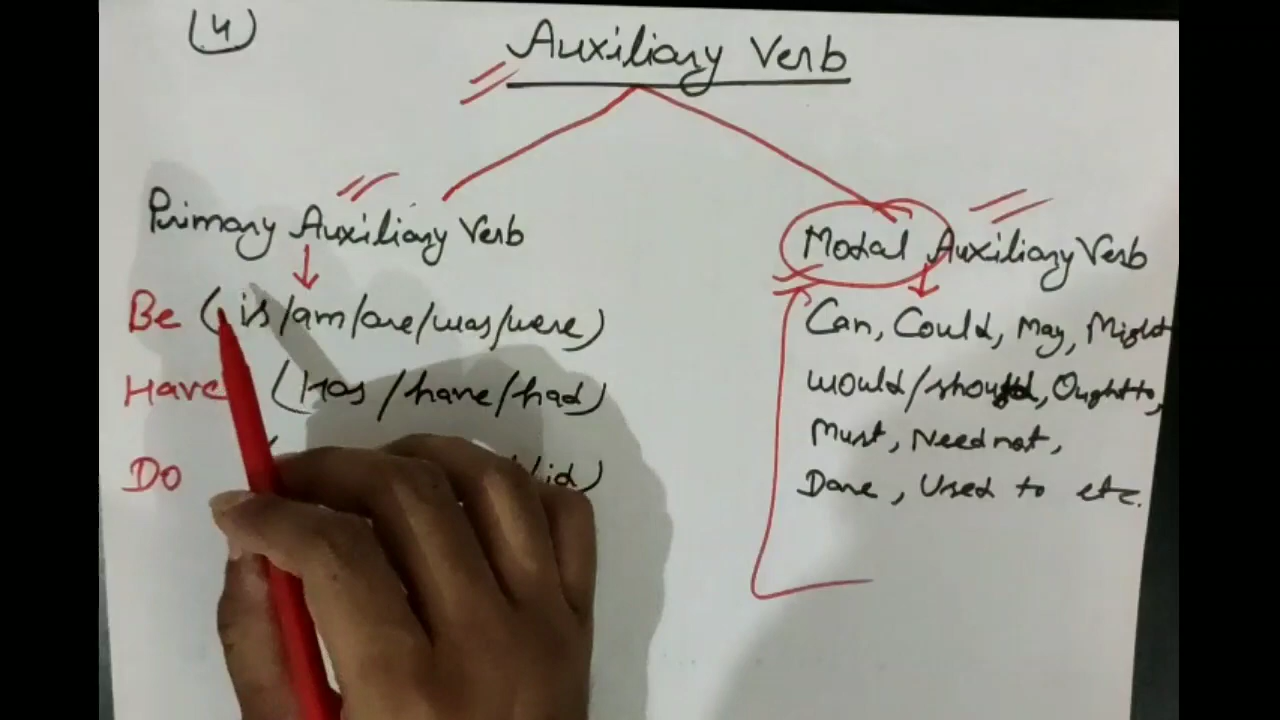 (4)
Auxiliary Verb
Primary Auxiliary Verb
Be (is/am/are/was/were)
Have (has/have/had)
Do
Modal Auxiliary Verb
Can, Could, May, Might
would/should, Ought to,
Must, Need not,
Dare, Used to etc.